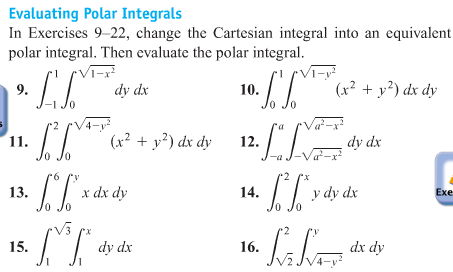 Evaluating Polar Integrals
In Exercises 9–22, change the Cartesian integral into an equivalent
polar integral. Then evaluate the polar integral.
9. ∫_{-1}^{1} ∫_{0}^{√(1−x²)} dy dx
10. ∫_{0}^{1} ∫_{0}^{√(1−y²)} (x² + y²) dx dy
11. ∫_{0}^{2} ∫_{0}^{√(4−y²)} (x² + y²) dx dy
12. ∫_{-a}^{a} ∫_{-√(a²−x²)}^{√(a²−x²)} dy dx
13. ∫_{0}^{6} ∫_{0}^{y} x dx dy
14. ∫_{0}^{2} ∫_{0}^{x} y dy dx
Exe
15. ∫_{1}^{√3} ∫_{1}^{x} dy dx
16. ∫_{√2}^{2} ∫_{√(4−y²)}^{y} dx dy